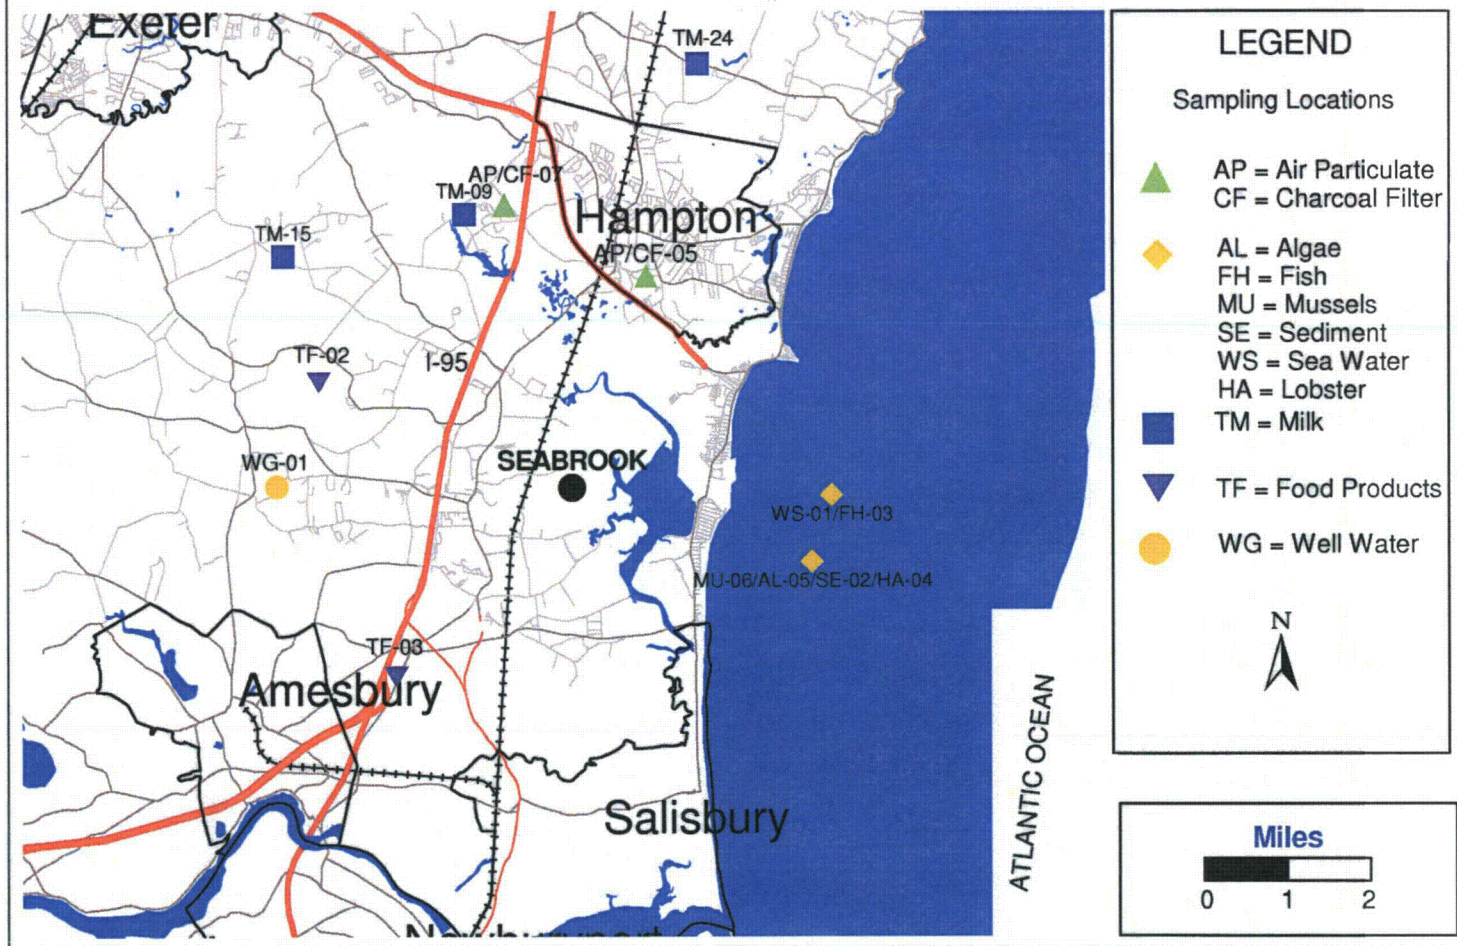 Exeter
TM-24
AP/CF-07
TM-09
Hampton
TM-15
AP/CF-05
TF-02
I-95
WG-01
SEABROOK
WS-01/FH-03
MU-06/AL-05/SE-02/HA-04
TF-03
Amesbury
Salisbury
Newburyport
ATLANTIC OCEAN
LEGEND
Sampling Locations
AP = Air Particulate
CF = Charcoal Filter
AL = Algae
FH = Fish
MU = Mussels
SE = Sediment
WS = Sea Water
HA = Lobster
TM = Milk
TF = Food Products
WG = Well Water
N
Miles
0 1 2